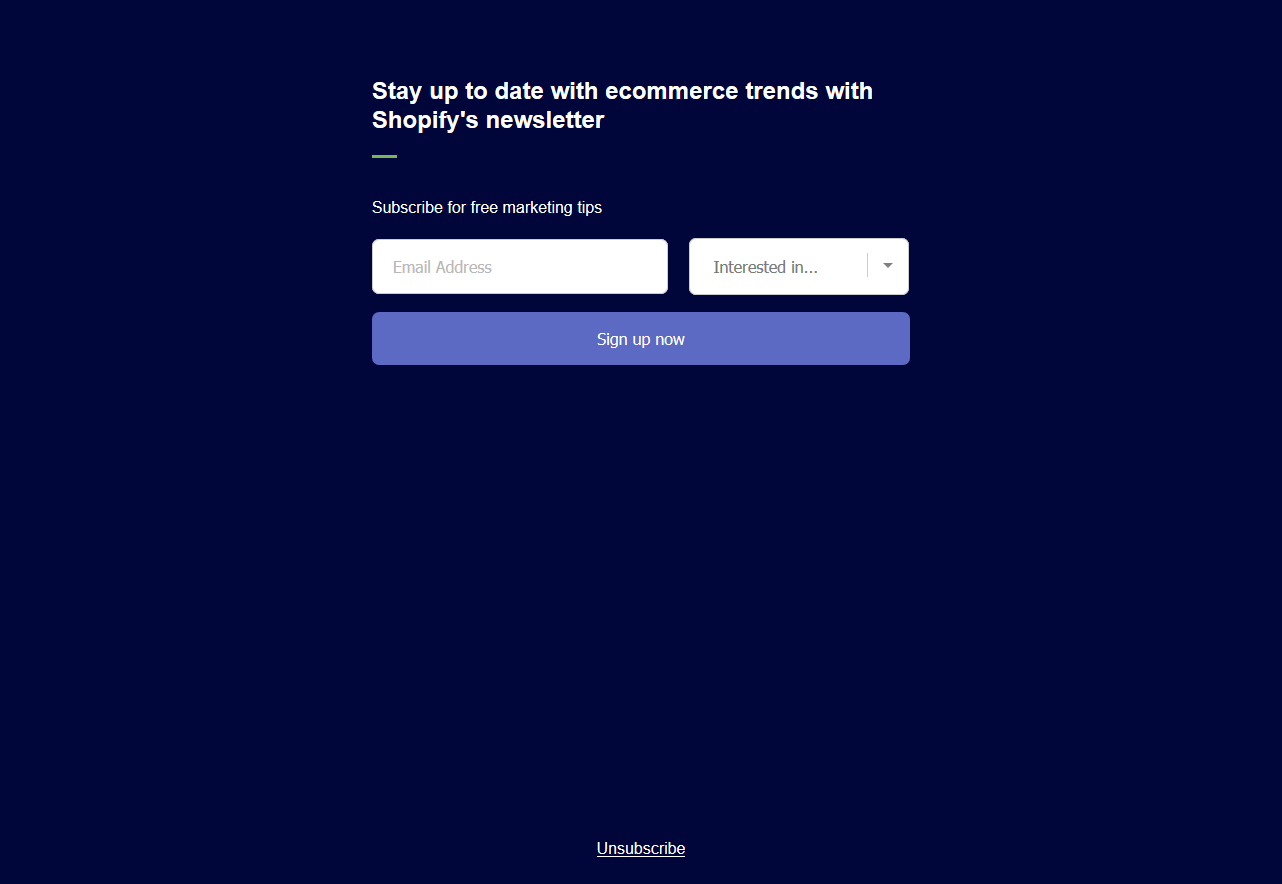 Stay up to date with ecommerce trends with
Shopify's newsletter
Subscribe for free marketing tips
Email Address
Interested in...
Sign up now
Unsubscribe